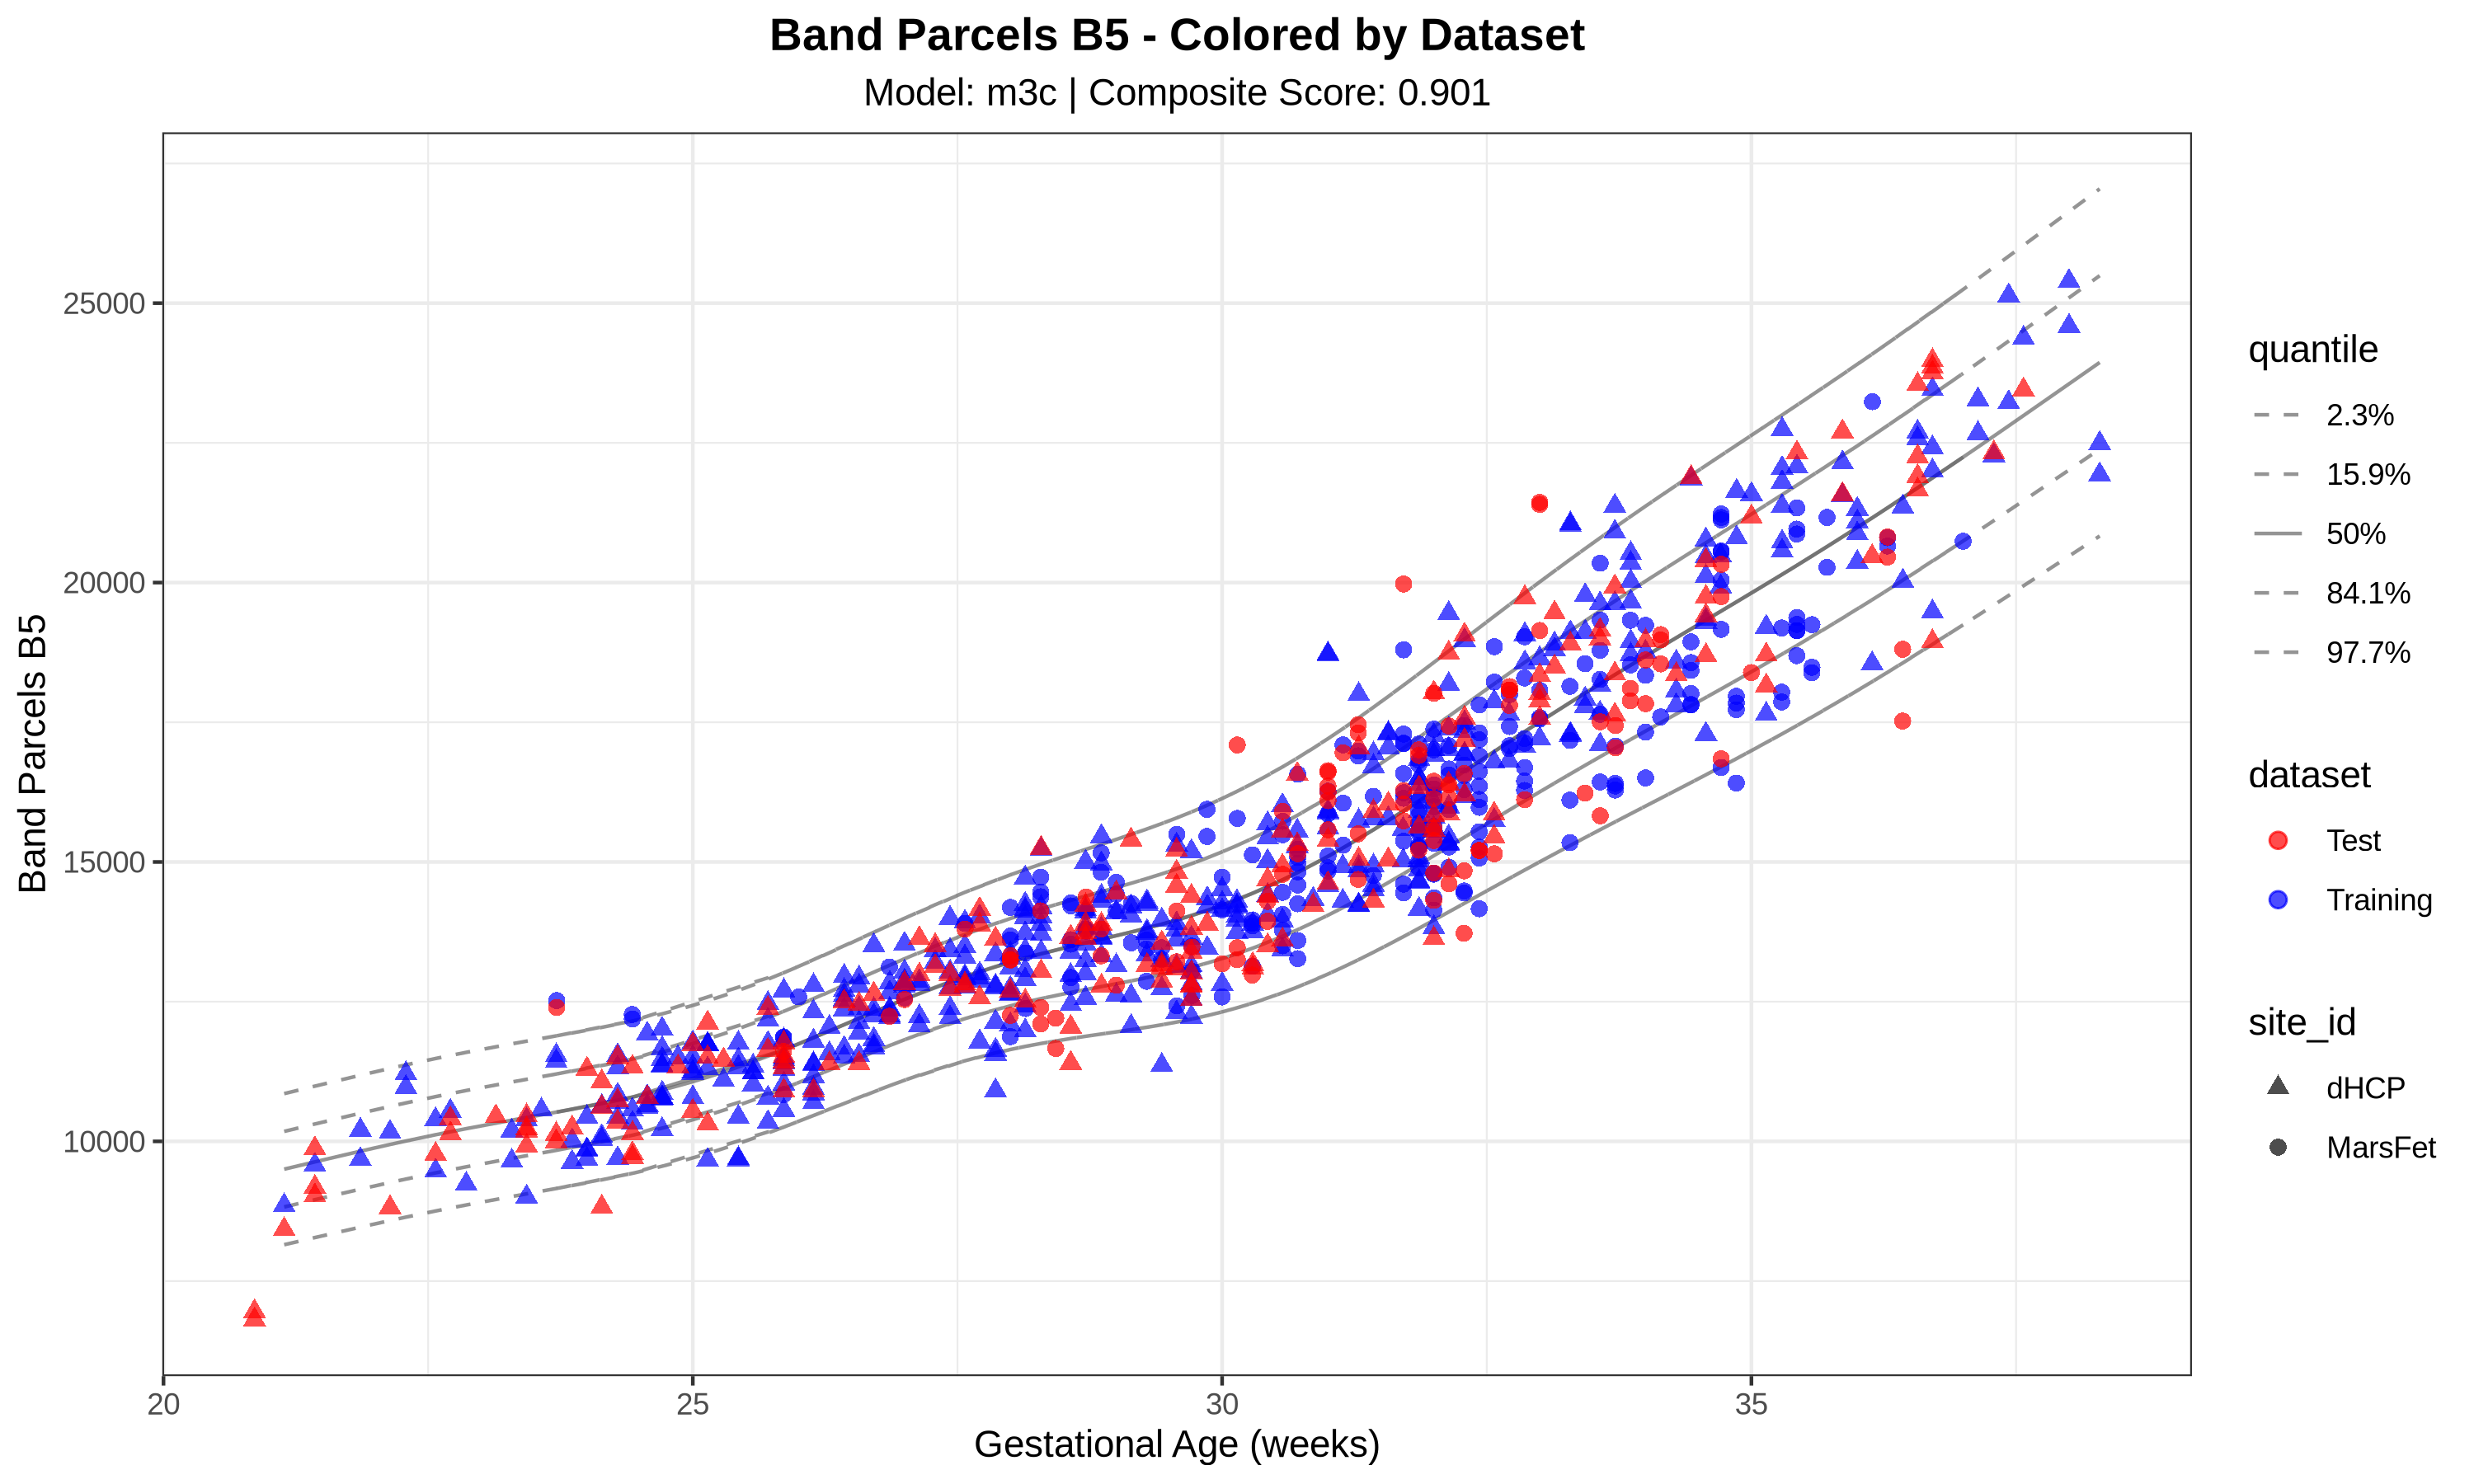 Band Parcels B5 - Colored by Dataset
Model: m3c | Composite Score: 0.901
Band Parcels B5
25000
20000
15000
10000
20
25
30
35
Gestational Age (weeks)
quantile
2.3%
15.9%
50%
84.1%
97.7%
dataset
Test
Training
site_id
dHCP
MarsFet